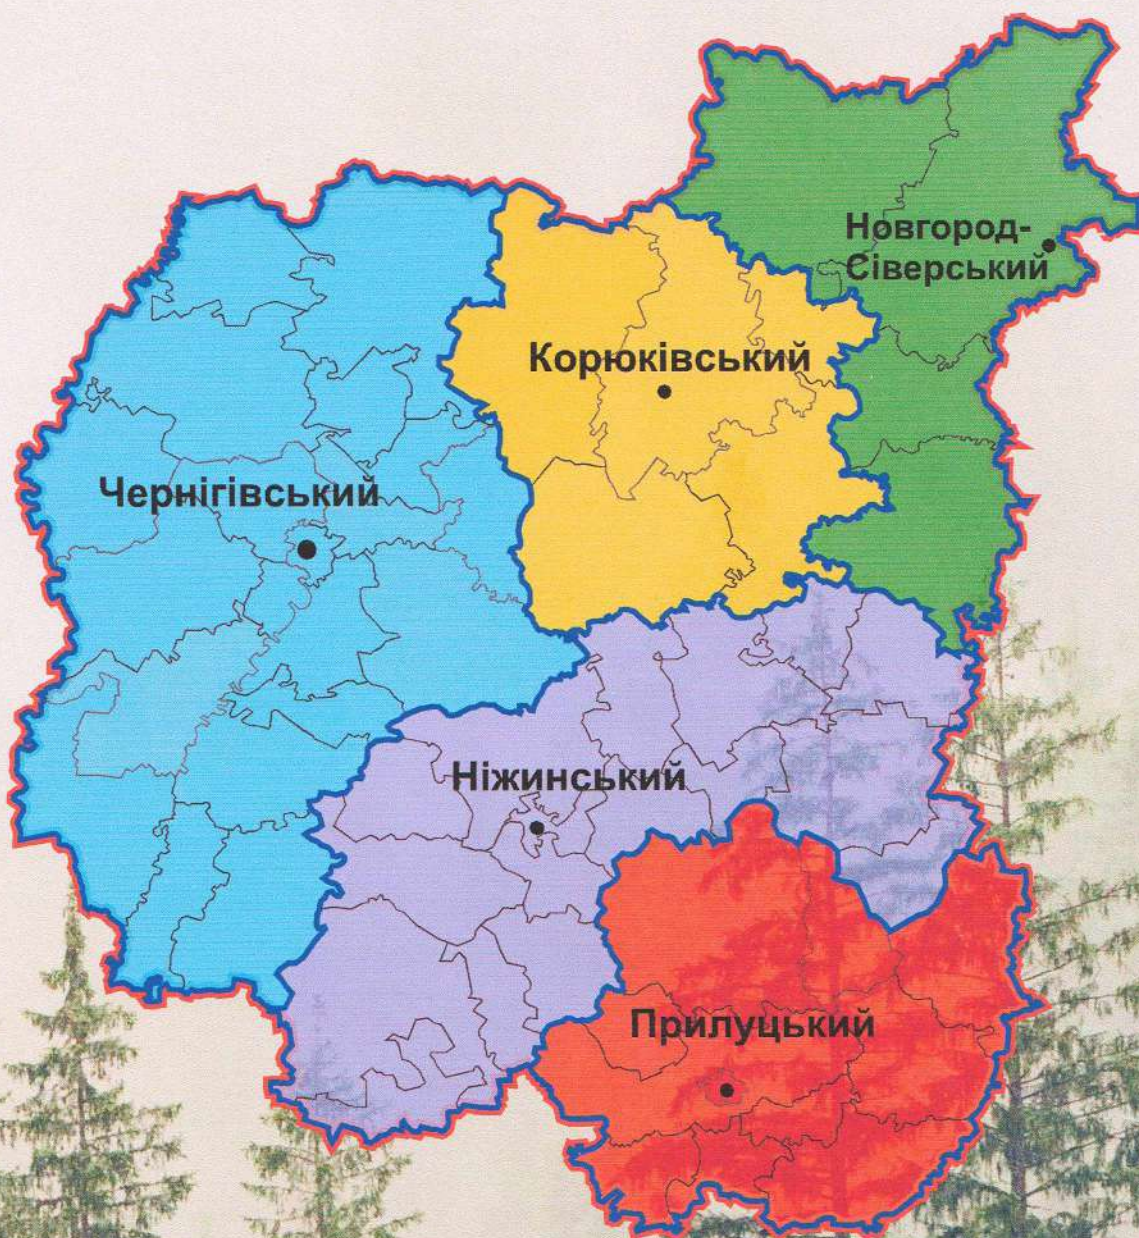 Новгород-
Сіверський
Корюківський
Чернігівський
Ніжинський
Прилуцький